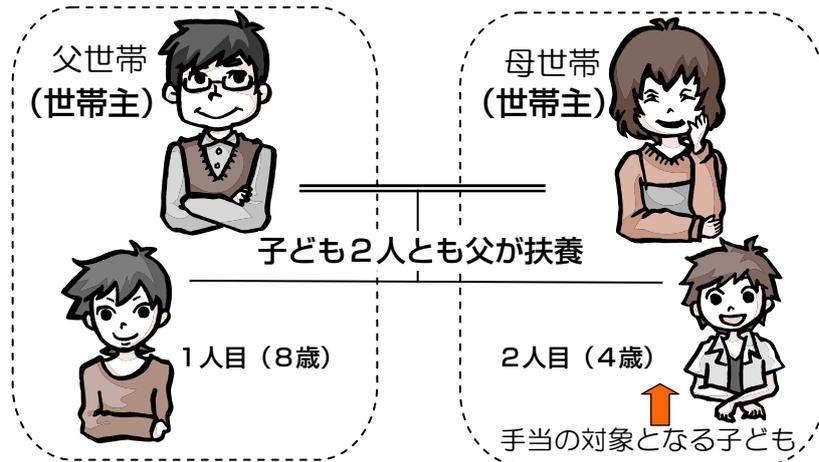 父世帯
（世帯主）
母世帯
（世帯主）
子ども２人とも父が扶養
１人目（８歳）
２人目（４歳）
手当の対象となる子ども